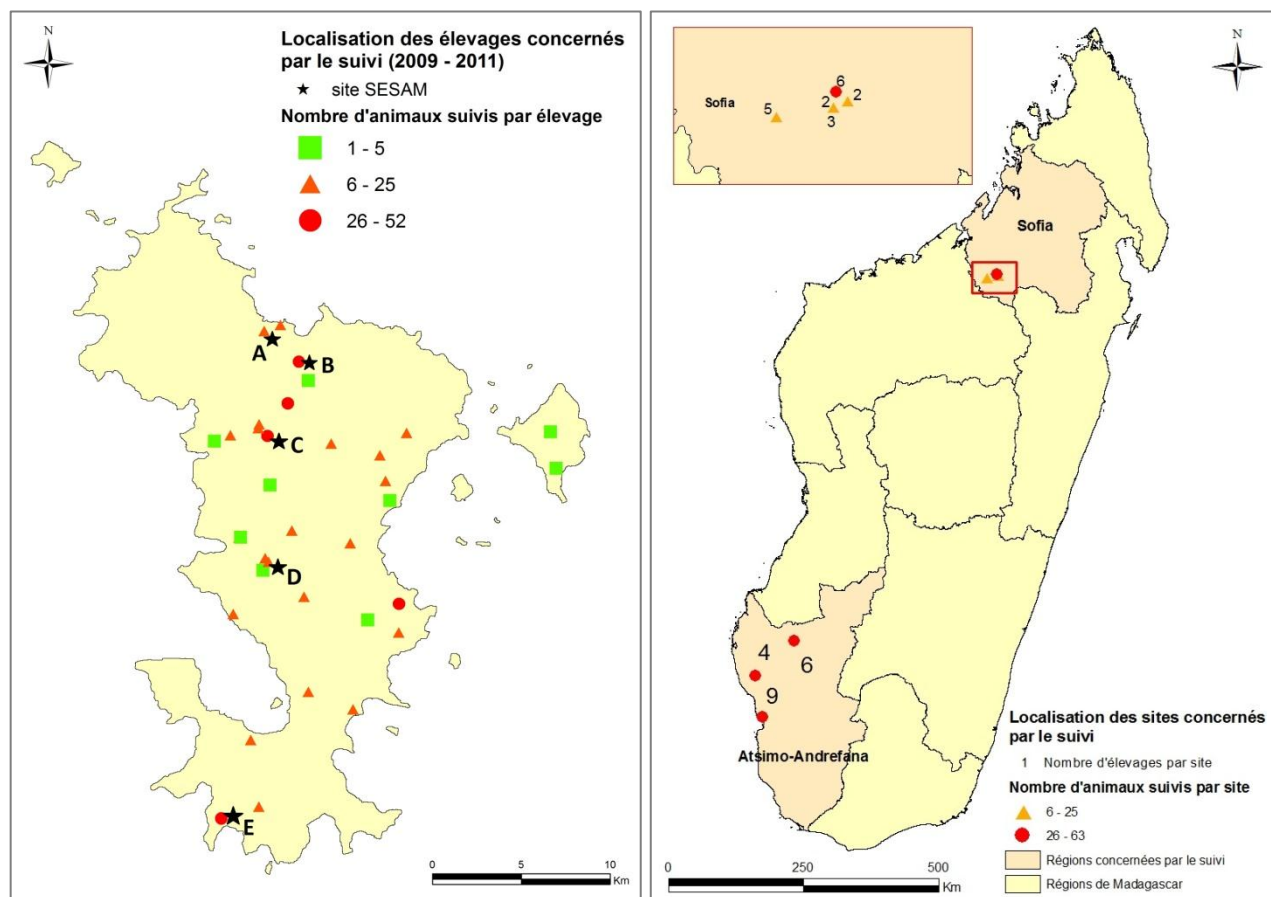 N
Localisation des élevages concernés
par le suivi (2009 - 2011)
site SESAM
Nombre d'animaux suivis par élevage
1 - 5
6 - 25
26 - 52
A
B
C
D
E
0 5 10
Km
N
Sofia
6
2
2
5
3
Sofia
4
6
9
Atsimo-Andrefana
Localisation des sites concernés
par le suivi
1 Nombre d'élevages par site
Nombre d'animaux suivis par site
6 - 25
26 - 63
Régions concernées par le suivi
Régions de Madagascar
0 250 500
Km